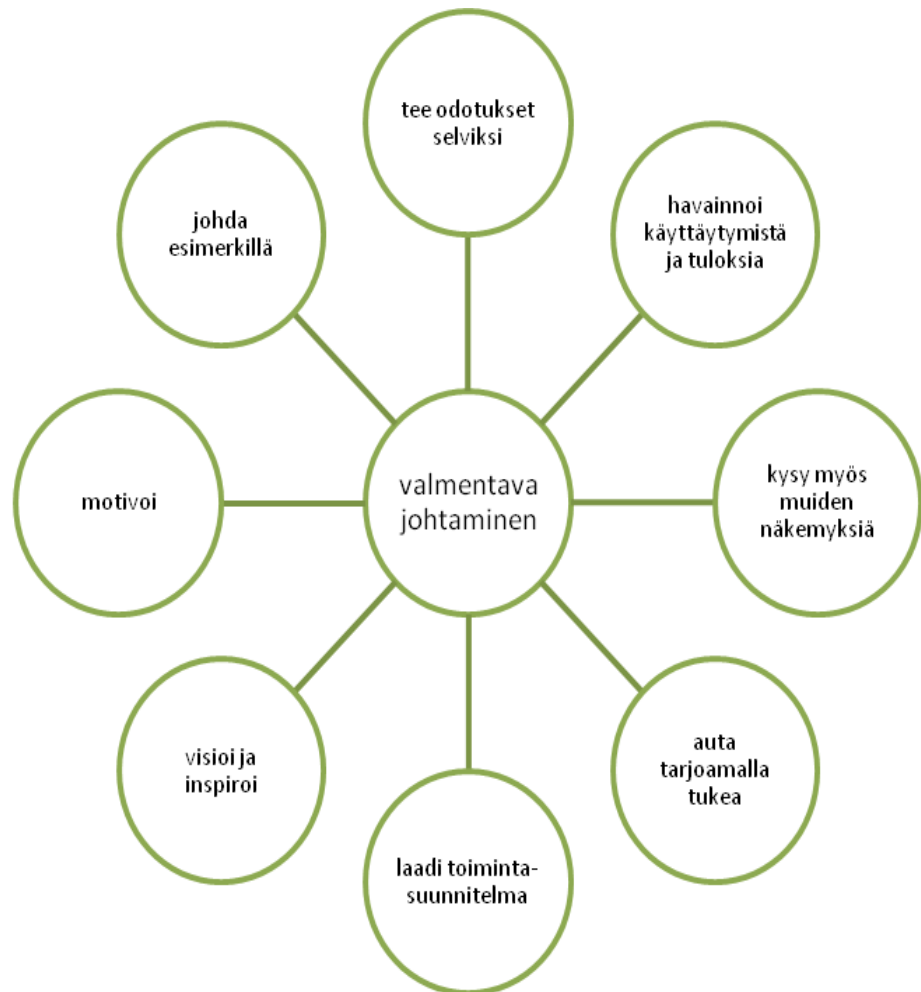 tee odotukset
selviksi
havainnoi
käyttäytymistä
ja tuloksia
kysy myös
muiden
näkemyksiä
auta
tarjoamalla
tukea
laadi toiminta-
suunnitelma
visioi ja
inspiroi
motivoi
johda
esimerkillä
valmentava
johtaminen